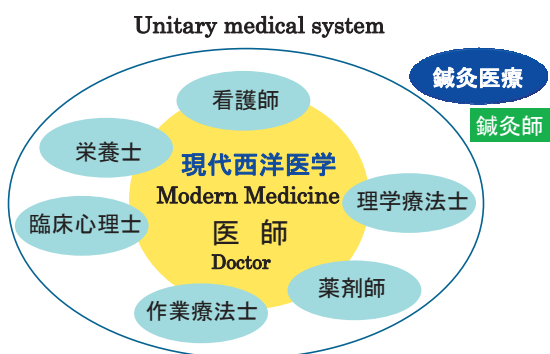 Unitary medical system
鍼灸医療
鍼灸師
看護師
栄養士
現代西洋医学
Modern Medicine
理学療法士
臨床心理士
医 師
Doctor
薬剤師
作業療法士